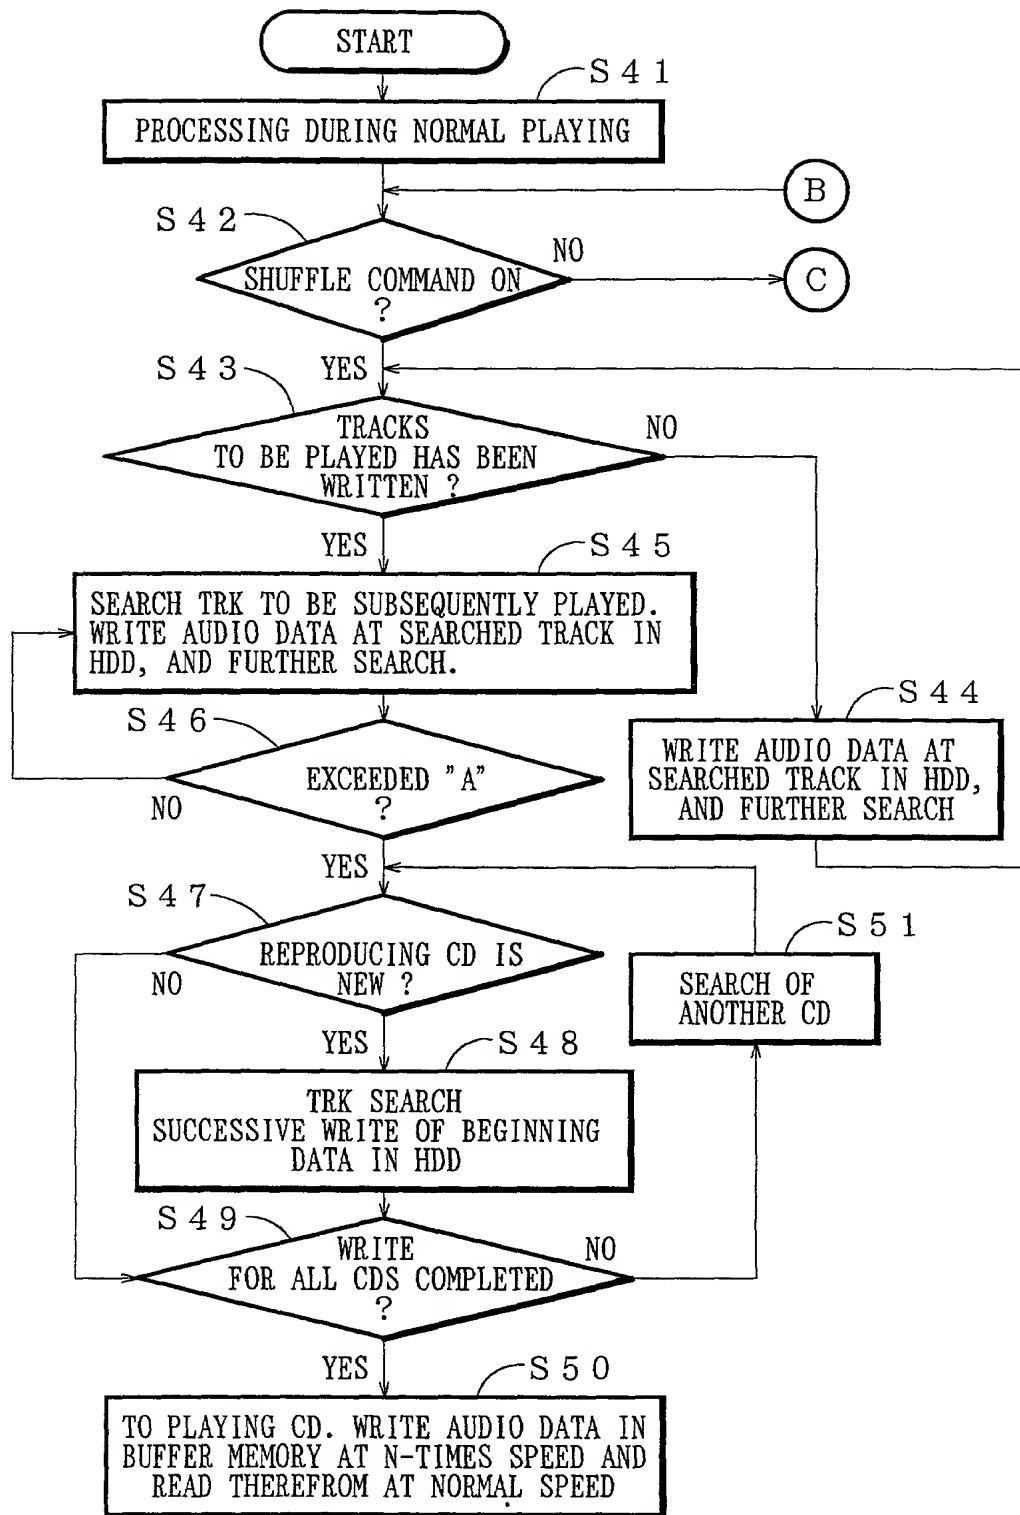 START
S41
PROCESSING DURING NORMAL PLAYING
B
S42
NO
SHUFFLE COMMAND ON
?
C
YES
S43
TRACKS
TO BE PLAYED HAS BEEN
WRITTEN ?
NO
YES
S45
SEARCH TRK TO BE SUBSEQUENTLY PLAYED.
WRITE AUDIO DATA AT SEARCHED TRACK IN
HDD, AND FURTHER SEARCH.
S44
WRITE AUDIO DATA AT
SEARCHED TRACK IN HDD,
AND FURTHER SEARCH
S46
EXCEEDED "A"
?
NO
YES
S47
REPRODUCING CD IS
NEW ?
NO
YES
S51
SEARCH OF
ANOTHER CD
S48
TRK SEARCH
SUCCESSIVE WRITE OF BEGINNING
DATA IN HDD
S49
WRITE
FOR ALL CDS COMPLETED
?
NO
YES
S50
TO PLAYING CD. WRITE AUDIO DATA IN
BUFFER MEMORY AT N-TIMES SPEED AND
READ THEREFROM AT NORMAL SPEED